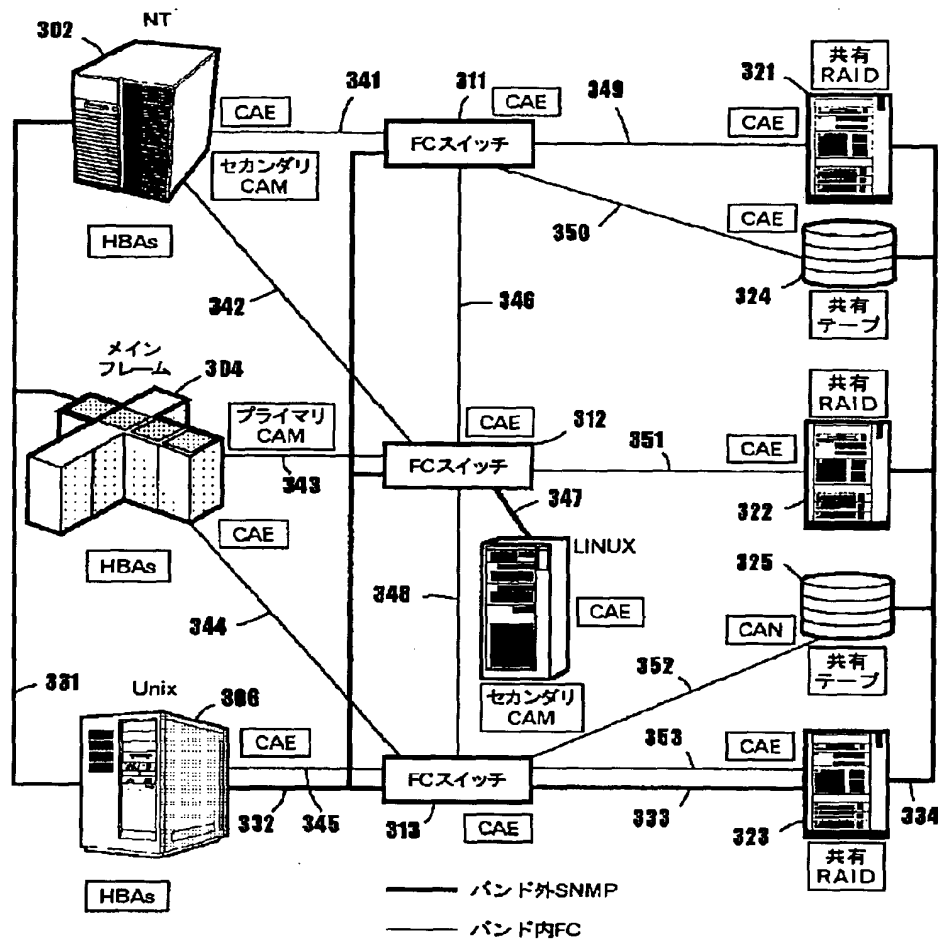 NT
302
CAE
341
311
CAE
349
321
共有
RAID
CAE
FCスイッチ
セカンダリ
CAM
HBAs
342
346
350
CAE
324
共有
テープ
メイン
フレーム
304
プライマリ
CAM
343
CAE
312
FCスイッチ
351
共有
RAID
CAE
322
347
LINUX
CAE
HBAs
CAE
344
348
325
CAN
共有
テープ
352
セカンダリ
CAM
331
Unix
306
CAE
332
345
FCスイッチ
313
CAE
353
333
CAE
323
334
共有
RAID
HBAs
バンド外SNMP
バンド内FC